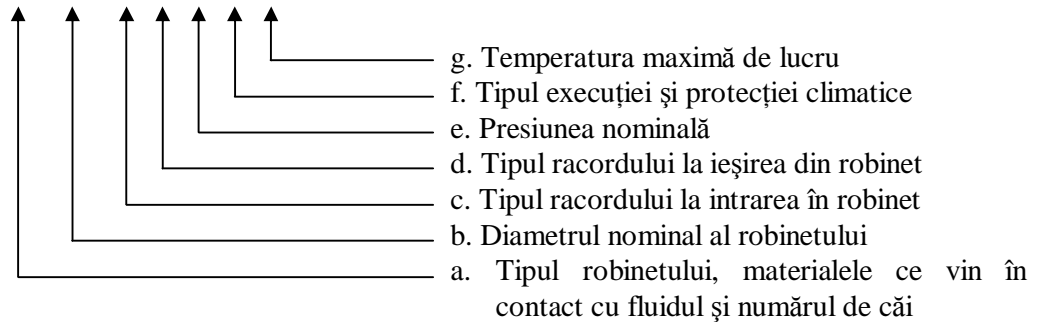 g. Temperatura maximă de lucru
f. Tipul execuţiei şi protecţiei climatice
e. Presiunea nominală
d. Tipul racordului la ieşirea din robinet
c. Tipul racordului la intrarea în robinet
b. Diametrul nominal al robinetului
a. Tipul robinetului, materialele ce vin în
contact cu fluidul şi numărul de căi